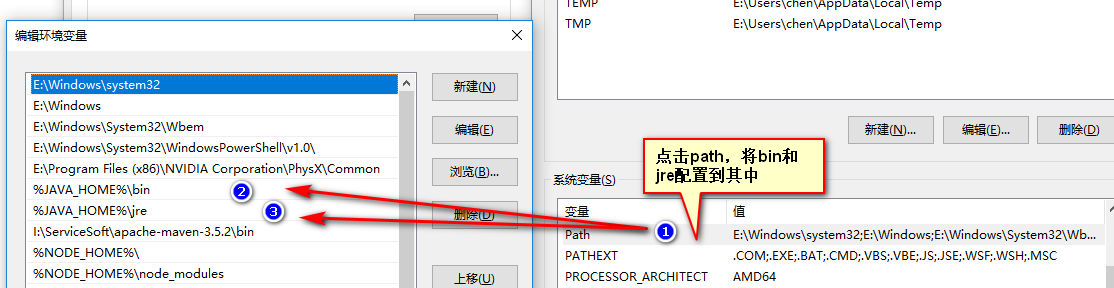 编辑环境变量
E:\Windows\system32
E:\Windows
E:\Windows\System32\Wbem
E:\Windows\System32\WindowsPowerShell\v1.0\
E:\Program Files (x86)\NVIDIA Corporation\PhysX\Common
%JAVA_HOME%\bin
%JAVA_HOME%\jre
I:\ServiceSoft\apache-maven-3.5.2\bin
%NODE_HOME%\
%NODE_HOME%\node_modules
新建(N)
编辑(E)
浏览(B)...
删除(D)
上移(U)
2
3
TEMP E:\Users\chen\AppData\Local\Temp
TMP E:\Users\chen\AppData\Local\Temp
新建(N)... 编辑(E)... 删除(D)
点击path，将bin和
jre配置到其中
系统变量(S)
变量 值
1
Path E:\Windows\system32;E:\Windows;E:\Windows\System32\Wb...
PATHEXT .COM;.EXE;.BAT;.CMD;.VBS;.VBE;.JS;.JSE;.WSF;.WSH;.MSC
PROCESSOR_ARCHITECT AMD64